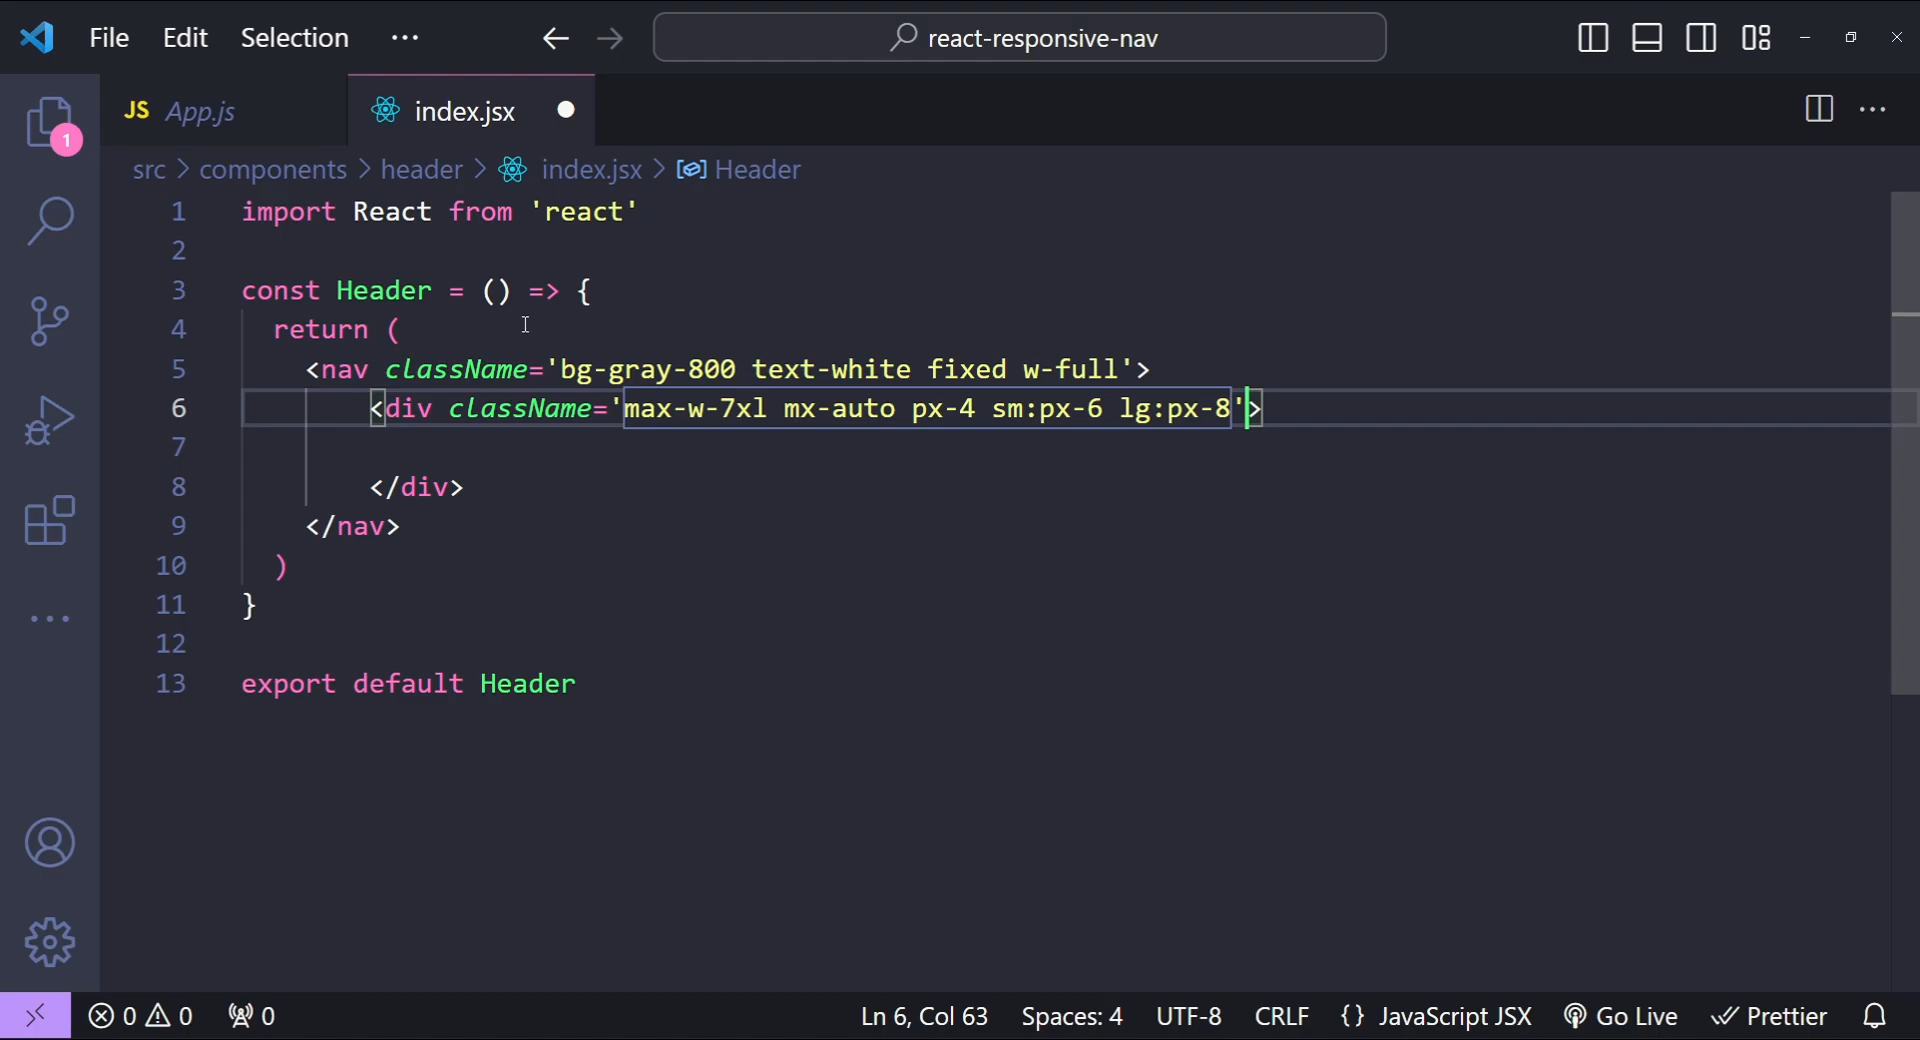 File Edit Selection ··· react-responsive-nav
JS App.js index.jsx
1
src > components > header > index.jsx > Header
1 import React from 'react'
2
3 const Header = () => {
4 return (
5 <nav className='bg-gray-800 text-white fixed w-full'>
6 <div className='max-w-7xl mx-auto px-4 sm:px-6 lg:px-8'>
7
8 </div>
9 </nav>
10 )
11 }
12
13 export default Header
0 0 0 Ln 6, Col 63 Spaces: 4 UTF-8 CRLF {} JavaScript JSX Go Live Prettier